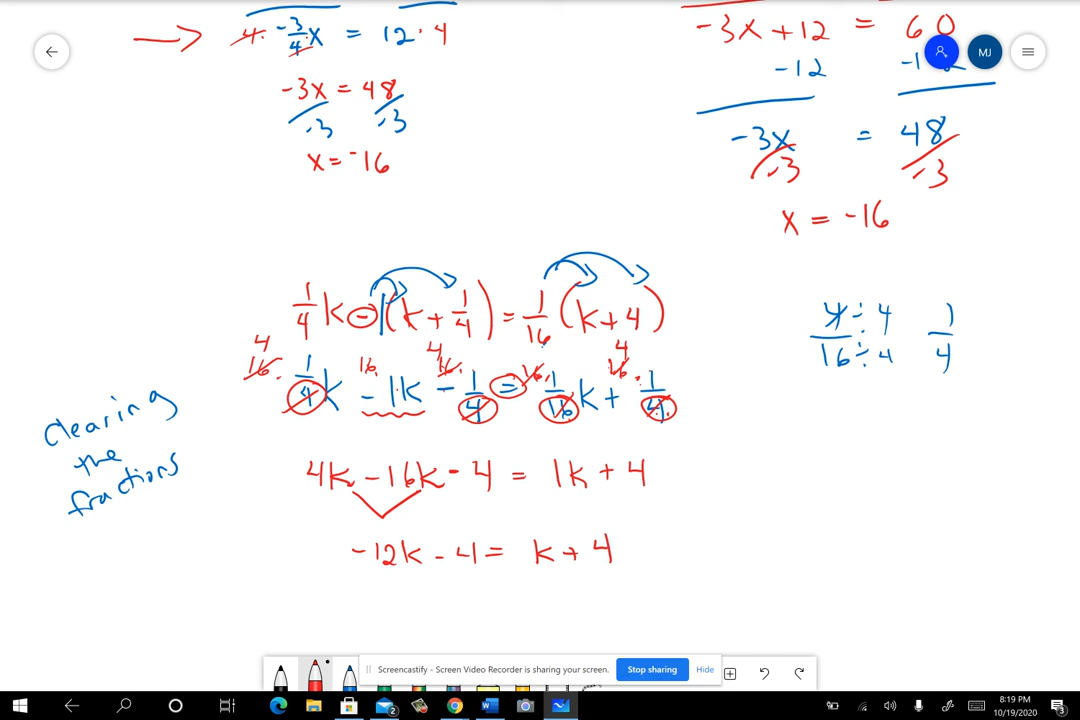 4 · -3/4 x = 12 · 4
-3x = 48
-3 -3
x = -16
-3x + 12 = 60
-12
MJ
-3x = 48
-3 -3
x = -16
1/4 k - 1(k + 1/4) = 1/16 (k + 4)
4 4 4
16 · 16 · 16 · 16 · 16 ·
1/4 k - 1k - 1/4 = 1/16 k + 1/4
4k - 16k - 4 = 1k + 4
-12k - 4 = k + 4
4 ÷ 4 1
16 ÷ 4 4
clearing
the
fractions
Screencastify - Screen Video Recorder is sharing your screen. Stop sharing Hide
8:19 PM
10/19/2020